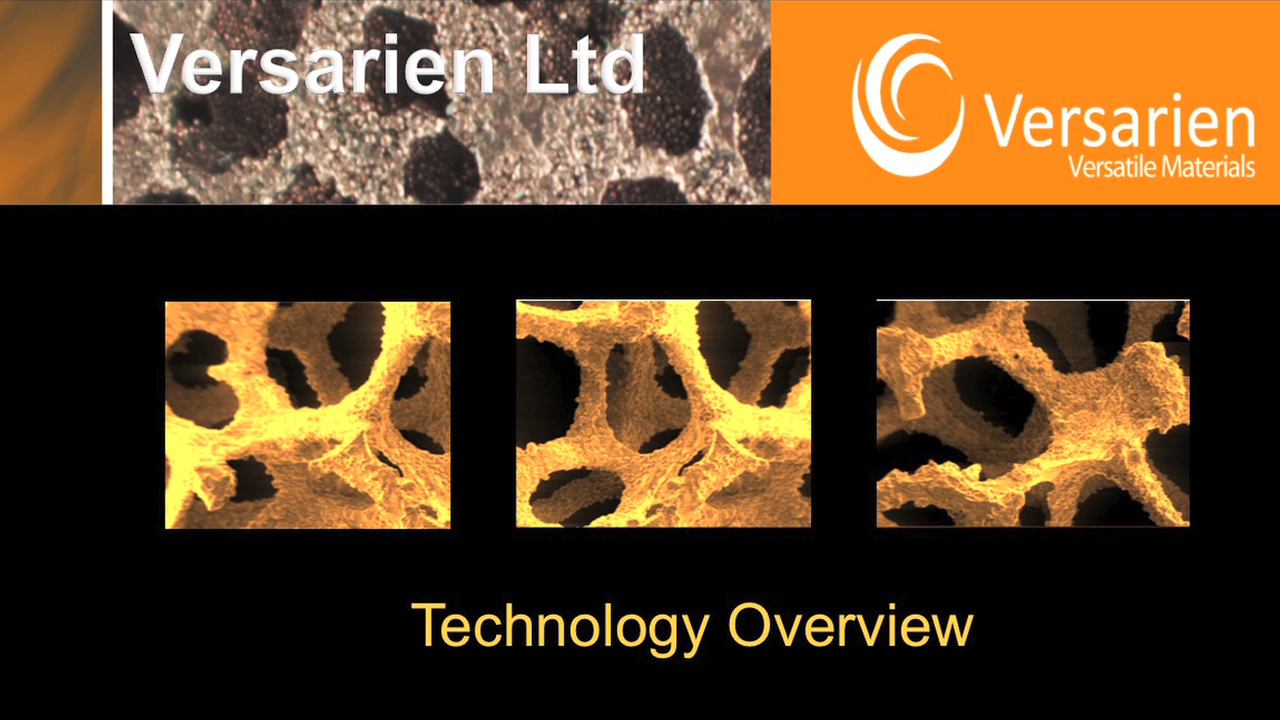 Versarien Ltd
Versarien
Versatile Materials
Technology Overview